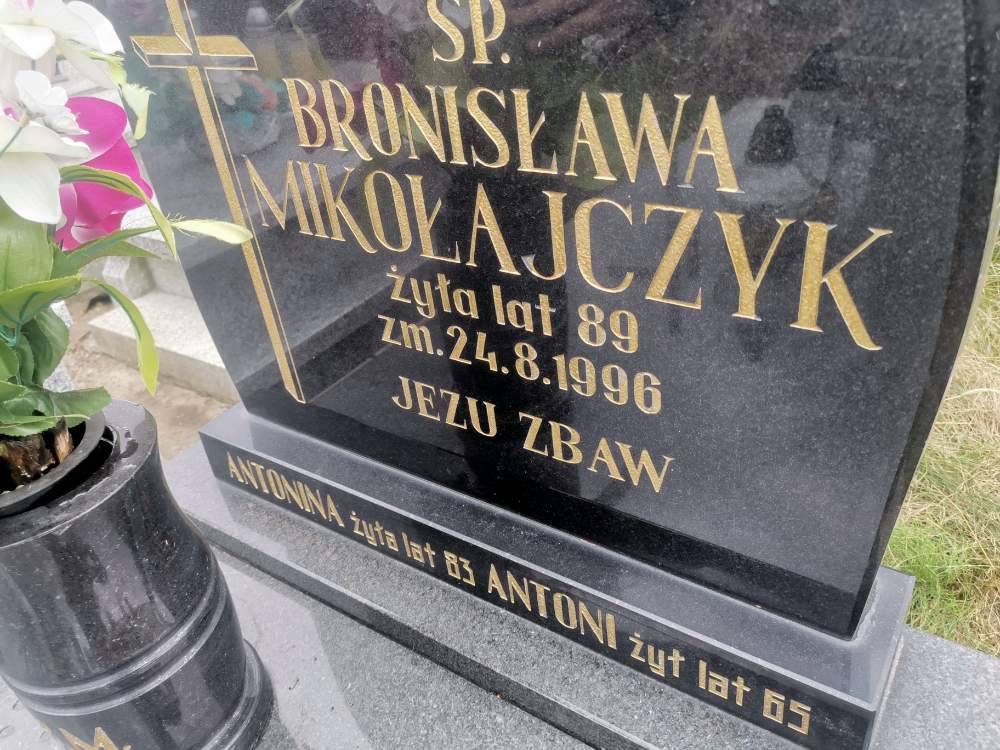 ŚP.
BRONISŁAWA
MIKOŁAJCZYK
żyła lat 89
zm. 24.8.1996
JEZU ZBAW
ANTONINA żyła lat 83 ANTONI żył lat 65
M.